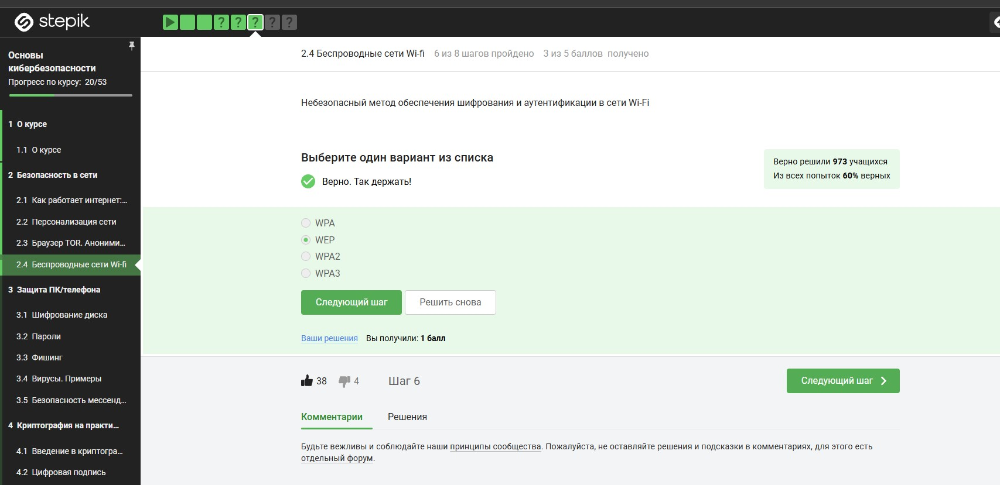 stepik
? ? ? ? ?
Основы
кибербезопасности
Прогресс по курсу: 20/53
1 О курсе
1.1 О курсе
2 Безопасность в сети
2.1 Как работает интернет:...
2.2 Персонализация сети
2.3 Браузер TOR. Аноними...
2.4 Беспроводные сети Wi-fi
3 Защита ПК/телефона
3.1 Шифрование диска
3.2 Пароли
3.3 Фишинг
3.4 Вирусы. Примеры
3.5 Безопасность мессенд...
4 Криптография на практи...
4.1 Введение в криптогра...
4.2 Цифровая подпись
2.4 Беспроводные сети Wi-fi 6 из 8 шагов пройдено 3 из 5 баллов получено
Небезопасный метод обеспечения шифрования и аутентификации в сети Wi-Fi
Выберите один вариант из списка
Верно. Так держать!
Верно решили 973 учащихся
Из всех попыток 60% верных
WPA
WEP
WPA2
WPA3
Следующий шаг Решить снова
Ваши решения Вы получили: 1 балл
38 4 Шаг 6 Следующий шаг
Комментарии Решения
Будьте вежливы и соблюдайте наши принципы сообщества. Пожалуйста, не оставляйте решения и подсказки в комментариях, для этого есть
отдельный форум.